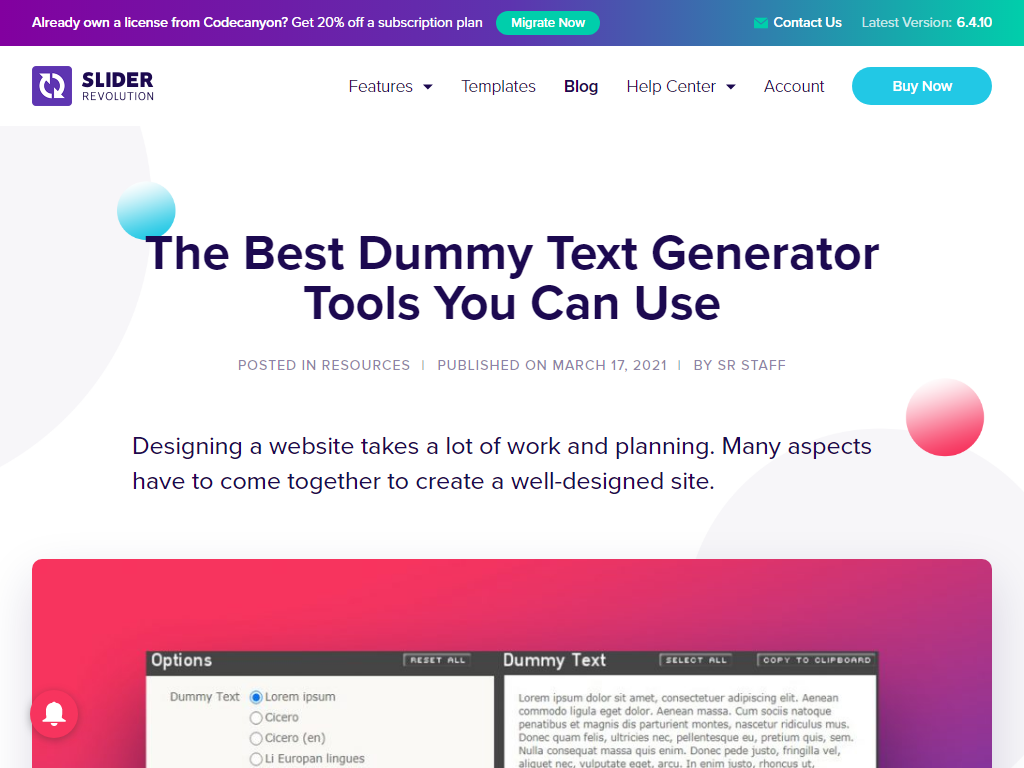 Already own a license from Codecanyon? Get 20% off a subscription plan Migrate Now Contact Us Latest Version: 6.4.10
SLIDER
REVOLUTION
Features Templates Blog Help Center Account Buy Now
The Best Dummy Text Generator
Tools You Can Use
POSTED IN RESOURCES | PUBLISHED ON MARCH 17, 2021 | BY SR STAFF
Designing a website takes a lot of work and planning. Many aspects
have to come together to create a well-designed site.
Options RESET ALL
Dummy Text Lorem ipsum
Cicero
Cicero (en)
Li Europan lingues
Dummy Text SELECT ALL COPY TO CLIPBOARD
Lorem ipsum dolor sit amet, consectetuer adipiscing elit. Aenean
commodo ligula eget dolor. Aenean massa. Cum sociis natoque
penatibus et magnis dis parturient montes, nascetur ridiculus mus.
Donec quam felis, ultricies nec, pellentesque eu, pretium quis, sem.
Nulla consequat massa quis enim. Donec pede justo, fringilla vel,
aliquet nec, vulputate eget, arcu. In enim justo, rhoncus ut,